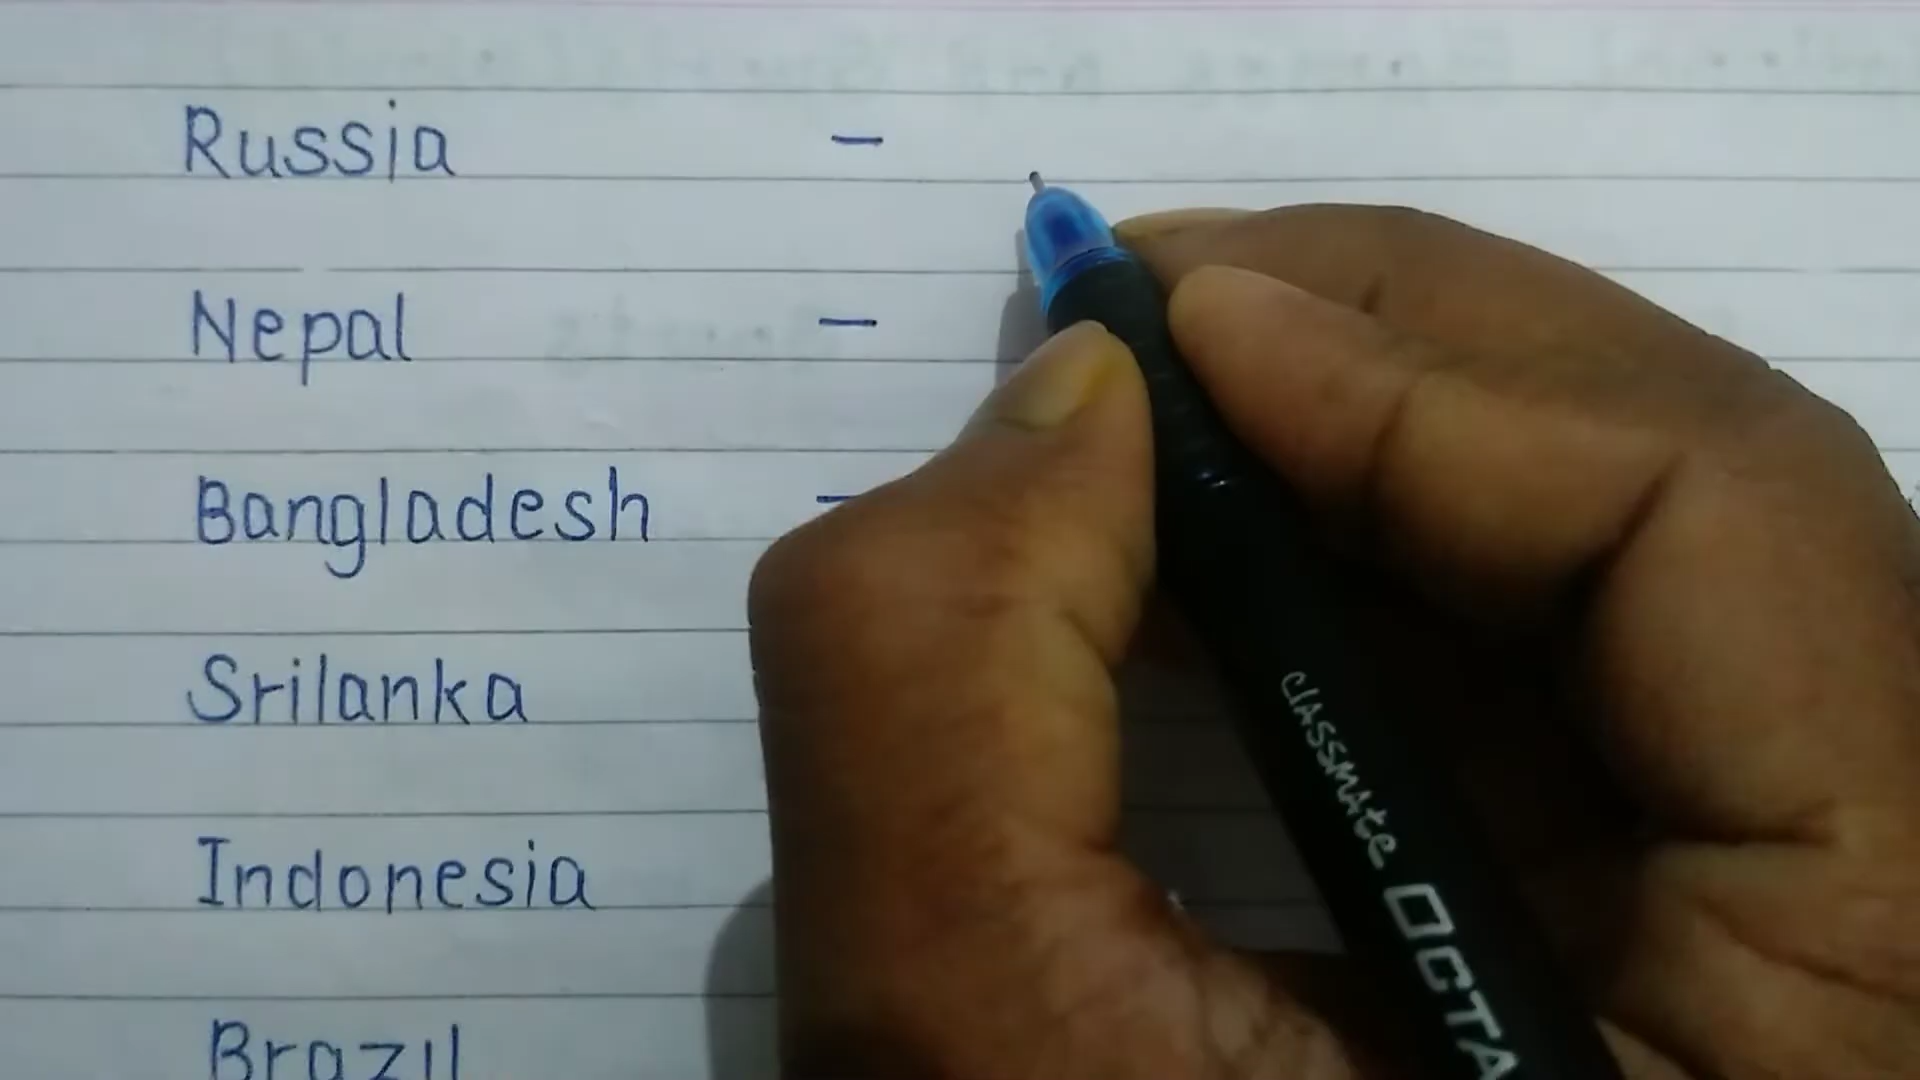 Russia -
Nepal -
Bangladesh -
Srilanka
Indonesia
Brazil
classmate OCTA